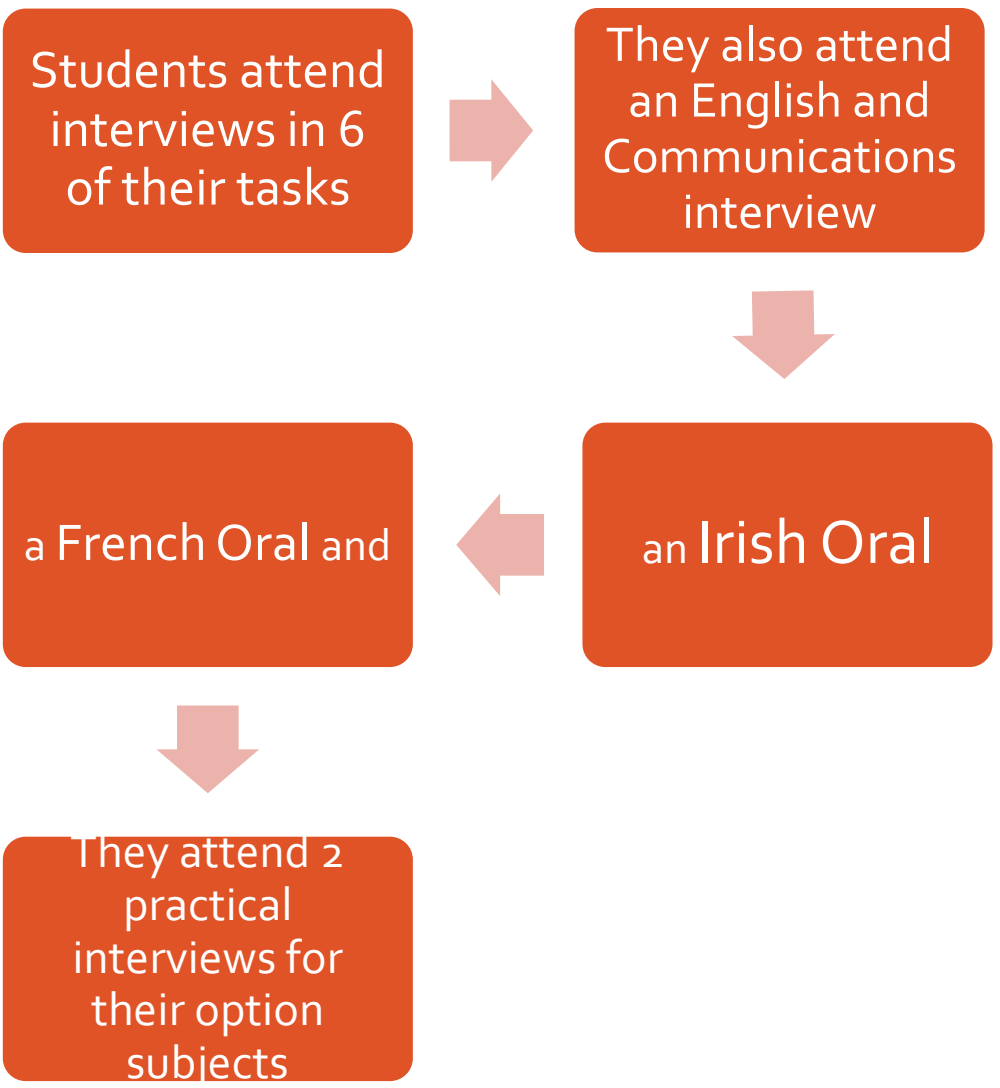 Students attend
interviews in 6
of their tasks
They also attend
an English and
Communications
interview
an Irish Oral
a French Oral and
They attend 2
practical
interviews for
their option
subjects